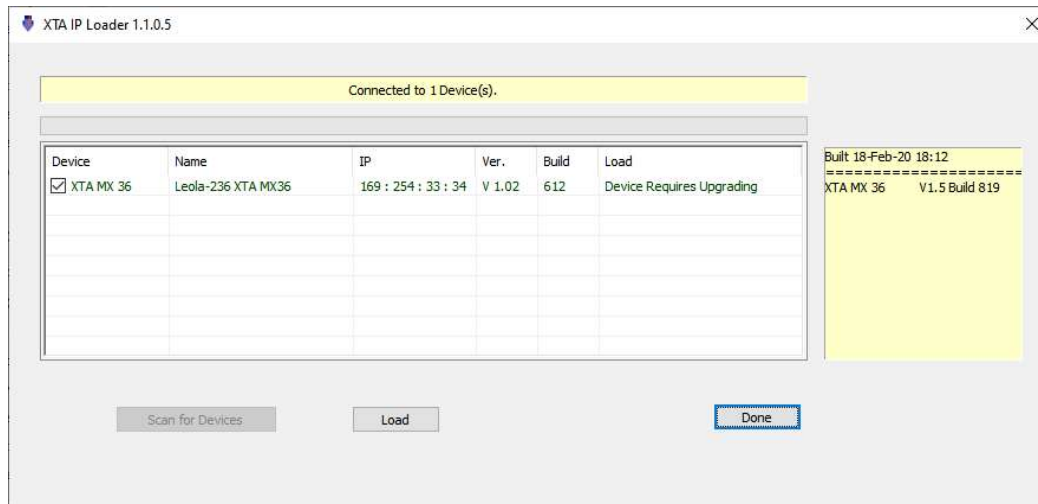 XTA IP Loader 1.1.0.5
Connected to 1 Device(s).
Device Name IP Ver. Build Load
XTA MX 36 Leola-236 XTA MX36 169 : 254 : 33 : 34 V 1.02 612 Device Requires Upgrading
Built 18-Feb-20 18:12
=====================
XTA MX 36 V1.5 Build 819
Scan for Devices Load Done